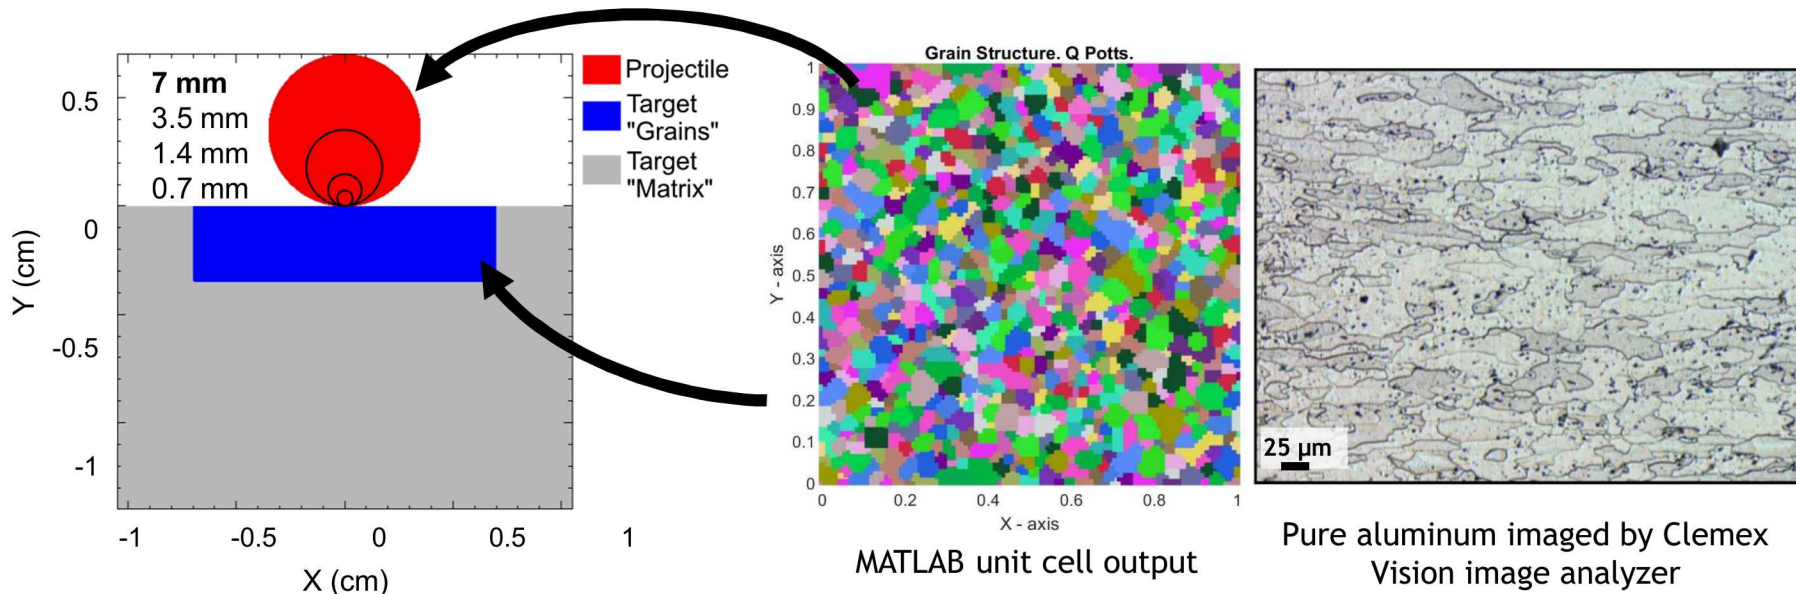 7 mm
3.5 mm
1.4 mm
0.7 mm
0.5
0
-0.5
-1
Y (cm)
-1
-0.5
0
0.5
1
X (cm)
Projectile
Target
"Grains"
Target
"Matrix"
Grain Structure. Q Potts.
1
0.9
0.8
0.7
0.6
0.5
0.4
0.3
0.2
0.1
0
Y - axis
0
0.2
0.4
0.6
0.8
1
X - axis
MATLAB unit cell output
25 µm
Pure aluminum imaged by Clemex
Vision image analyzer